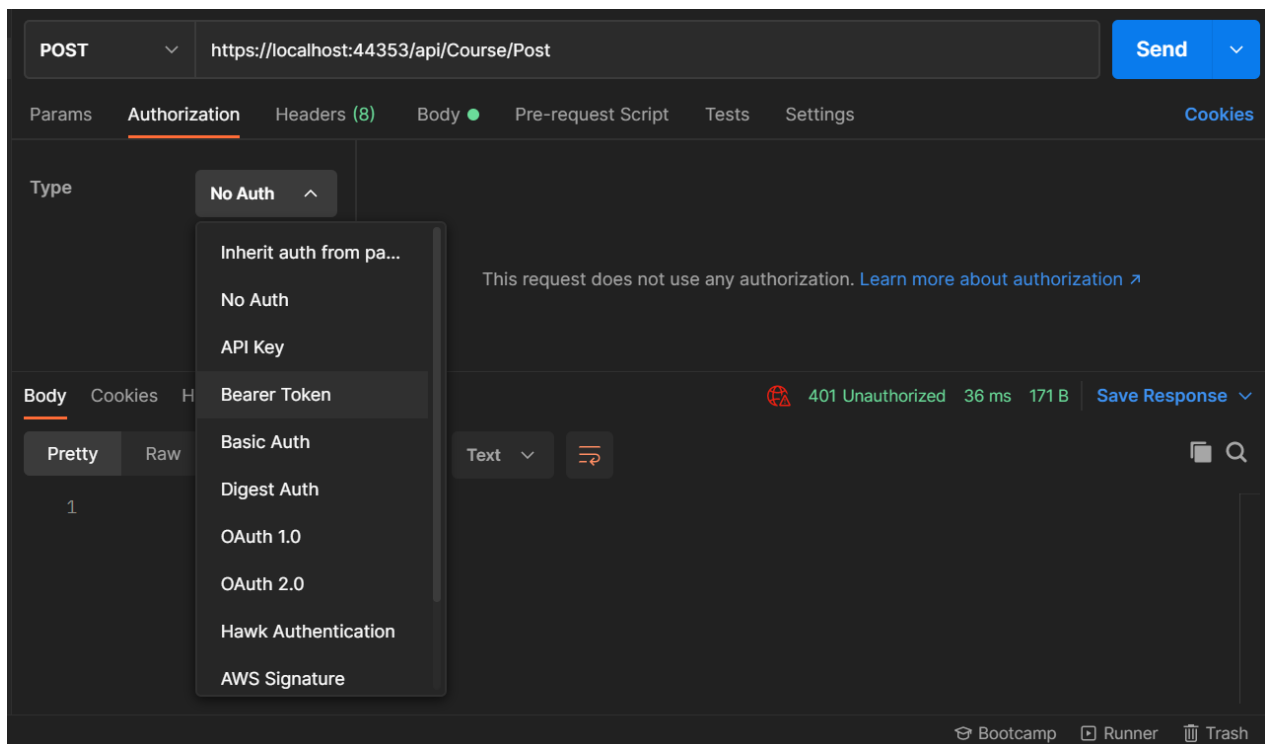 POST https://localhost:44353/api/Course/Post Send
Params Authorization Headers (8) Body Pre-request Script Tests Settings Cookies
Type No Auth
Inherit auth from pa...
This request does not use any authorization. Learn more about authorization ↗
No Auth
API Key
Body Cookies H Bearer Token 401 Unauthorized 36 ms 171 B Save Response
Basic Auth
Pretty Raw Text
Digest Auth
1
OAuth 1.0
OAuth 2.0
Hawk Authentication
AWS Signature
Bootcamp Runner Trash